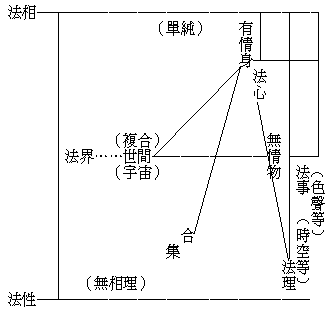 法相
（單純）
有情身
法心
（複合）
法界……世間
（宇宙）
無情物
法事（色聲等）（時空等）
集合
法理
（無相理）
法性